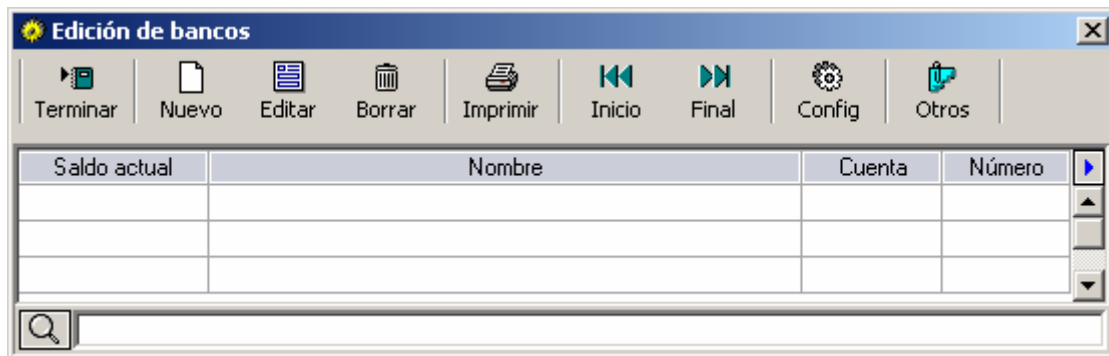 Edición de bancos
Terminar Nuevo Editar Borrar Imprimir Inicio Final Config Otros
Saldo actual Nombre Cuenta Número